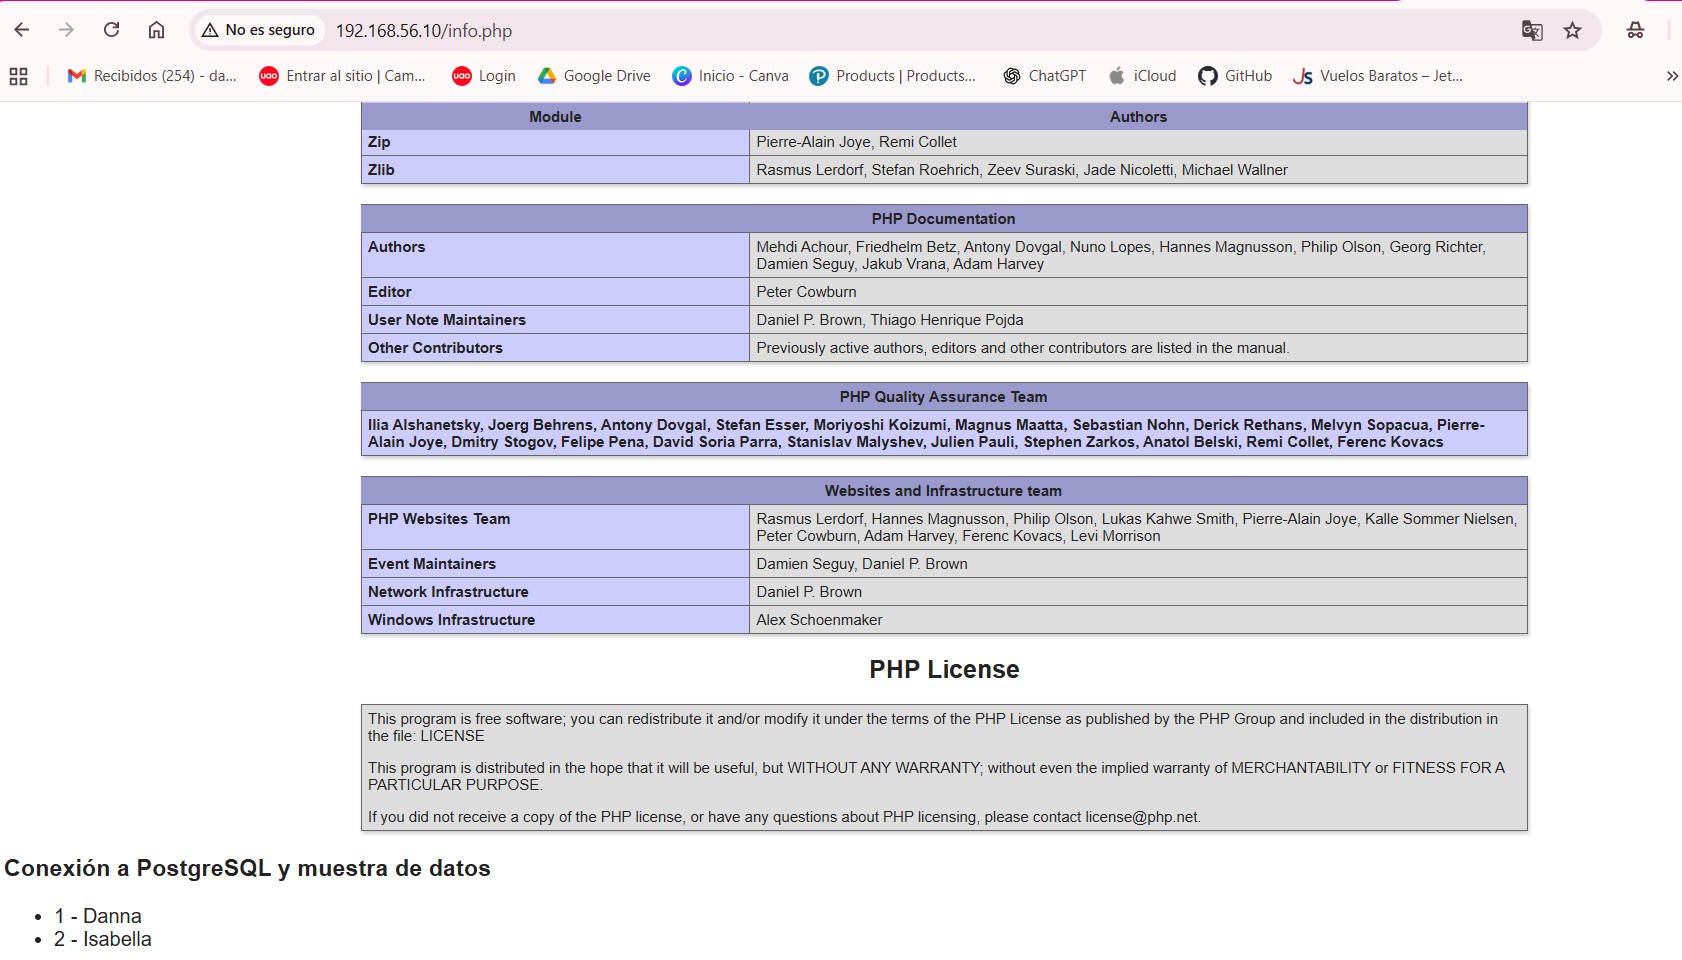 No es seguro
192.168.56.10/info.php
Recibidos (254) - da...
Entrar al sitio | Cam...
Login
Google Drive
Inicio - Canva
Products | Products...
ChatGPT
iCloud
GitHub
Vuelos Baratos – Jet...
Module Authors
Zip Pierre-Alain Joye, Remi Collet
Zlib Rasmus Lerdorf, Stefan Roehrich, Zeev Suraski, Jade Nicoletti, Michael Wallner
PHP Documentation
Authors Mehdi Achour, Friedhelm Betz, Antony Dovgal, Nuno Lopes, Hannes Magnusson, Philip Olson, Georg Richter,
Damien Seguy, Jakub Vrana, Adam Harvey
Editor Peter Cowburn
User Note Maintainers Daniel P. Brown, Thiago Henrique Pojda
Other Contributors Previously active authors, editors and other contributors are listed in the manual.
PHP Quality Assurance Team
Ilia Alshanetsky, Joerg Behrens, Antony Dovgal, Stefan Esser, Moriyoshi Koizumi, Magnus Maatta, Sebastian Nohn, Derick Rethans, Melvyn Sopacua, Pierre-
Alain Joye, Dmitry Stogov, Felipe Pena, David Soria Parra, Stanislav Malyshev, Julien Pauli, Stephen Zarkos, Anatol Belski, Remi Collet, Ferenc Kovacs
Websites and Infrastructure team
PHP Websites Team Rasmus Lerdorf, Hannes Magnusson, Philip Olson, Lukas Kahwe Smith, Pierre-Alain Joye, Kalle Sommer Nielsen,
Peter Cowburn, Adam Harvey, Ferenc Kovacs, Levi Morrison
Event Maintainers Damien Seguy, Daniel P. Brown
Network Infrastructure Daniel P. Brown
Windows Infrastructure Alex Schoenmaker
PHP License
This program is free software; you can redistribute it and/or modify it under the terms of the PHP License as published by the PHP Group and included in the distribution in
the file: LICENSE
This program is distributed in the hope that it will be useful, but WITHOUT ANY WARRANTY; without even the implied warranty of MERCHANTABILITY or FITNESS FOR A
PARTICULAR PURPOSE.
If you did not receive a copy of the PHP license, or have any questions about PHP licensing, please contact license@php.net.
Conexión a PostgreSQL y muestra de datos
• 1 - Danna
• 2 - Isabella